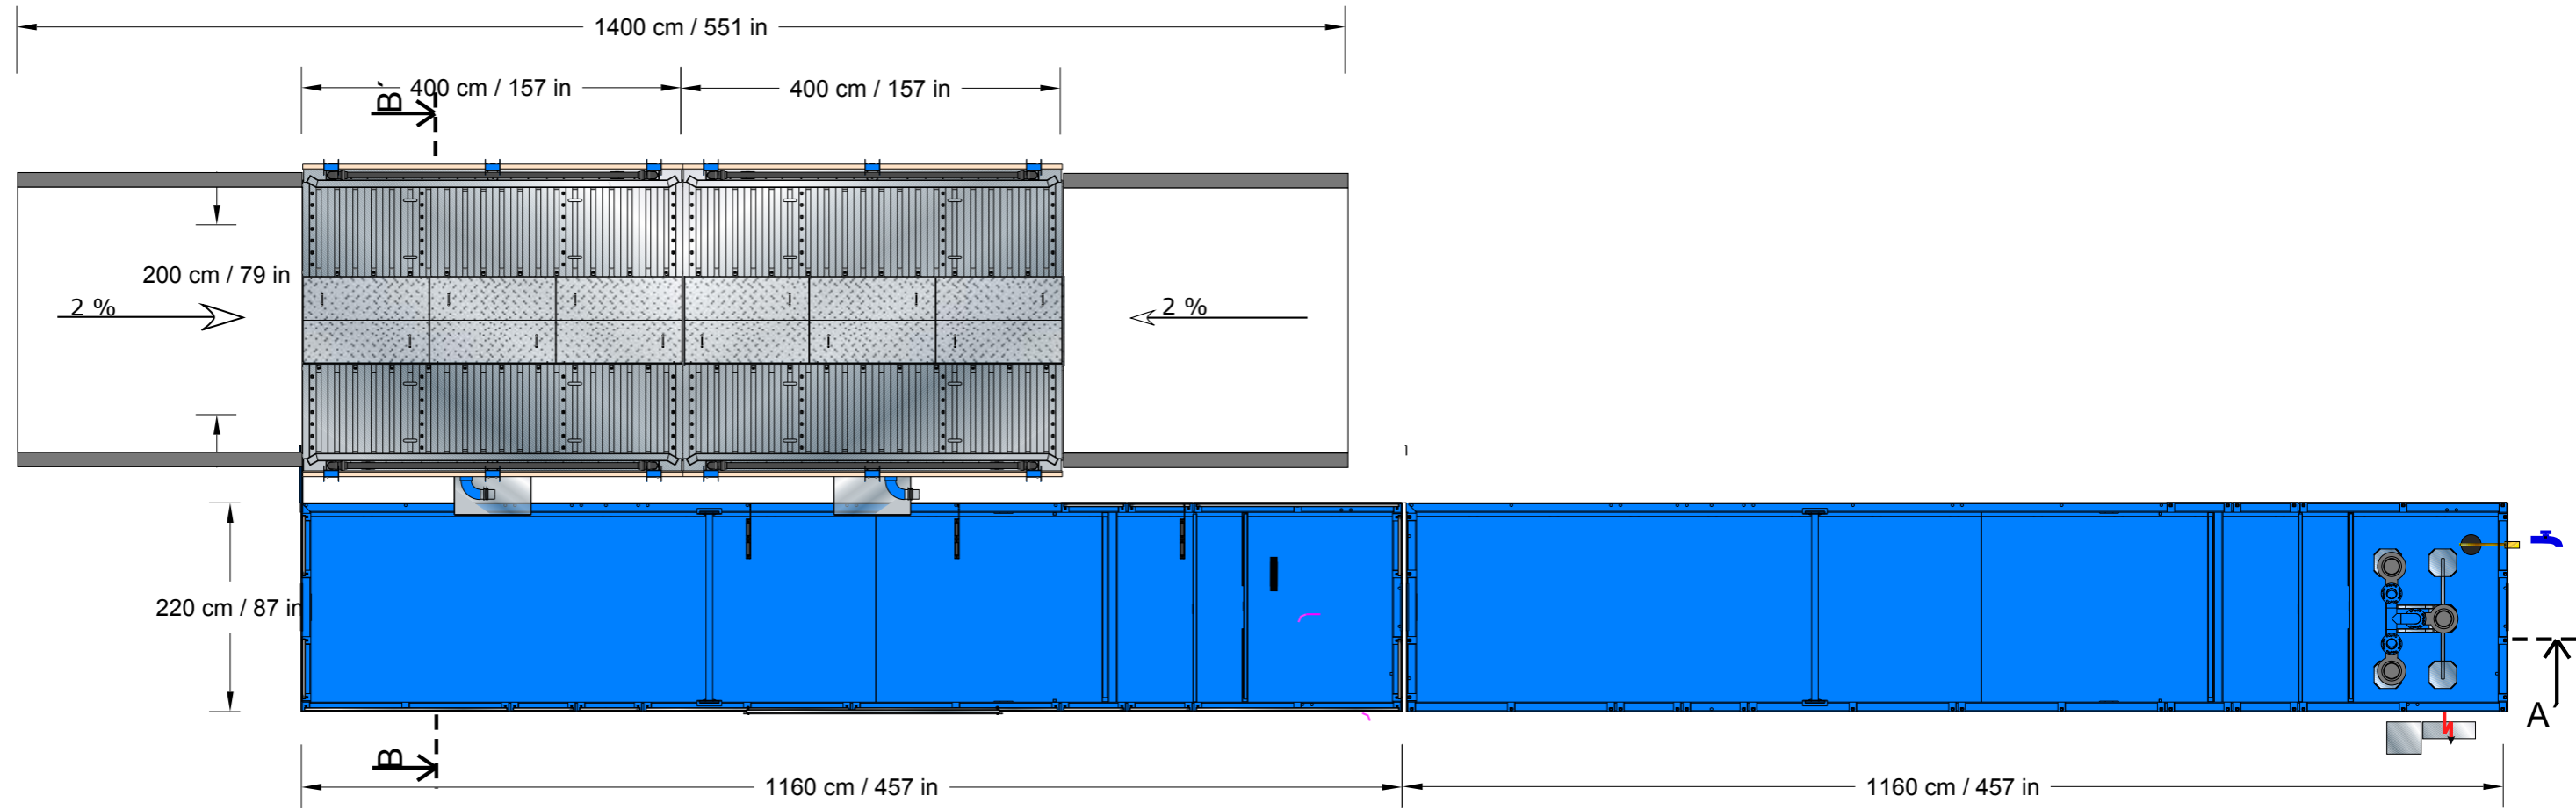 1400 cm / 551 in
400 cm / 157 in
400 cm / 157 in
B'
200 cm / 79 in
2 %
2 %
220 cm / 87 in
A
B
1160 cm / 457 in
1160 cm / 457 in